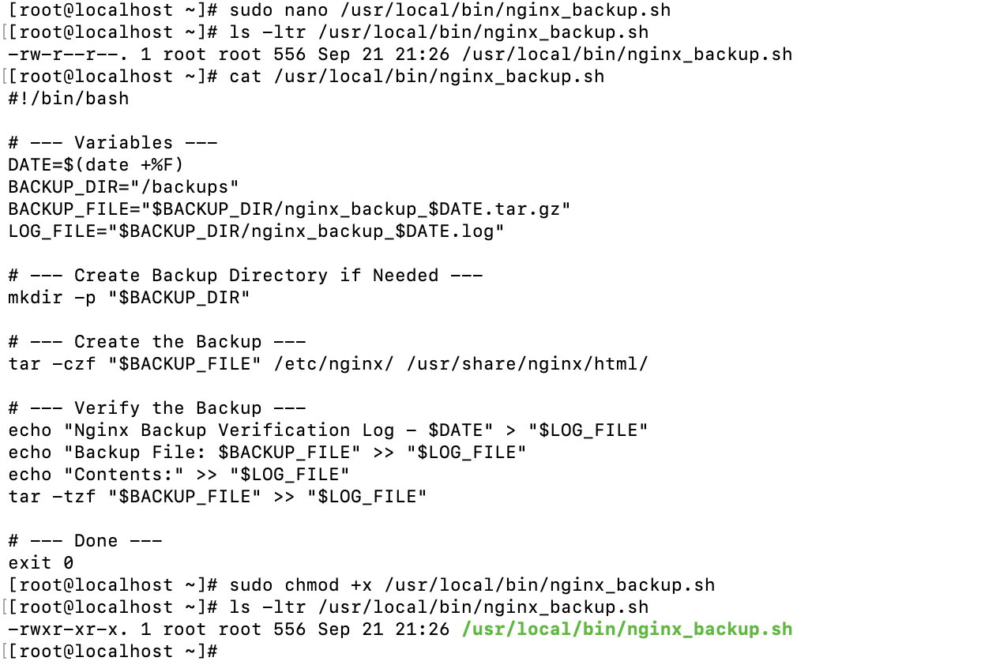 [root@localhost ~]# sudo nano /usr/local/bin/nginx_backup.sh
[[root@localhost ~]# ls -ltr /usr/local/bin/nginx_backup.sh
-rw-r--r--. 1 root root 556 Sep 21 21:26 /usr/local/bin/nginx_backup.sh
[[root@localhost ~]# cat /usr/local/bin/nginx_backup.sh
#!/bin/bash

# --- Variables ---
DATE=$(date +%F)
BACKUP_DIR="/backups"
BACKUP_FILE="$BACKUP_DIR/nginx_backup_$DATE.tar.gz"
LOG_FILE="$BACKUP_DIR/nginx_backup_$DATE.log"

# --- Create Backup Directory if Needed ---
mkdir -p "$BACKUP_DIR"

# --- Create the Backup ---
tar -czf "$BACKUP_FILE" /etc/nginx/ /usr/share/nginx/html/

# --- Verify the Backup ---
echo "Nginx Backup Verification Log - $DATE" > "$LOG_FILE"
echo "Backup File: $BACKUP_FILE" >> "$LOG_FILE"
echo "Contents:" >> "$LOG_FILE"
tar -tzf "$BACKUP_FILE" >> "$LOG_FILE"

# --- Done ---
exit 0
[root@localhost ~]# sudo chmod +x /usr/local/bin/nginx_backup.sh
[[root@localhost ~]# ls -ltr /usr/local/bin/nginx_backup.sh
-rwxr-xr-x. 1 root root 556 Sep 21 21:26 /usr/local/bin/nginx_backup.sh
[[root@localhost ~]#